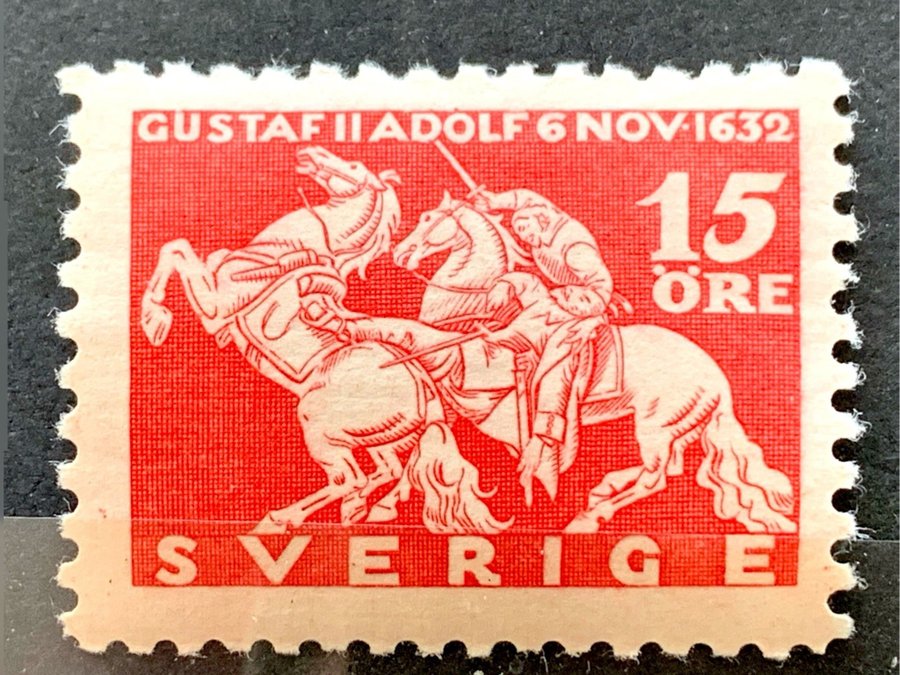 GUSTAF II ADOLF 6 NOV·1632
15
ÖRE
SVERIGE